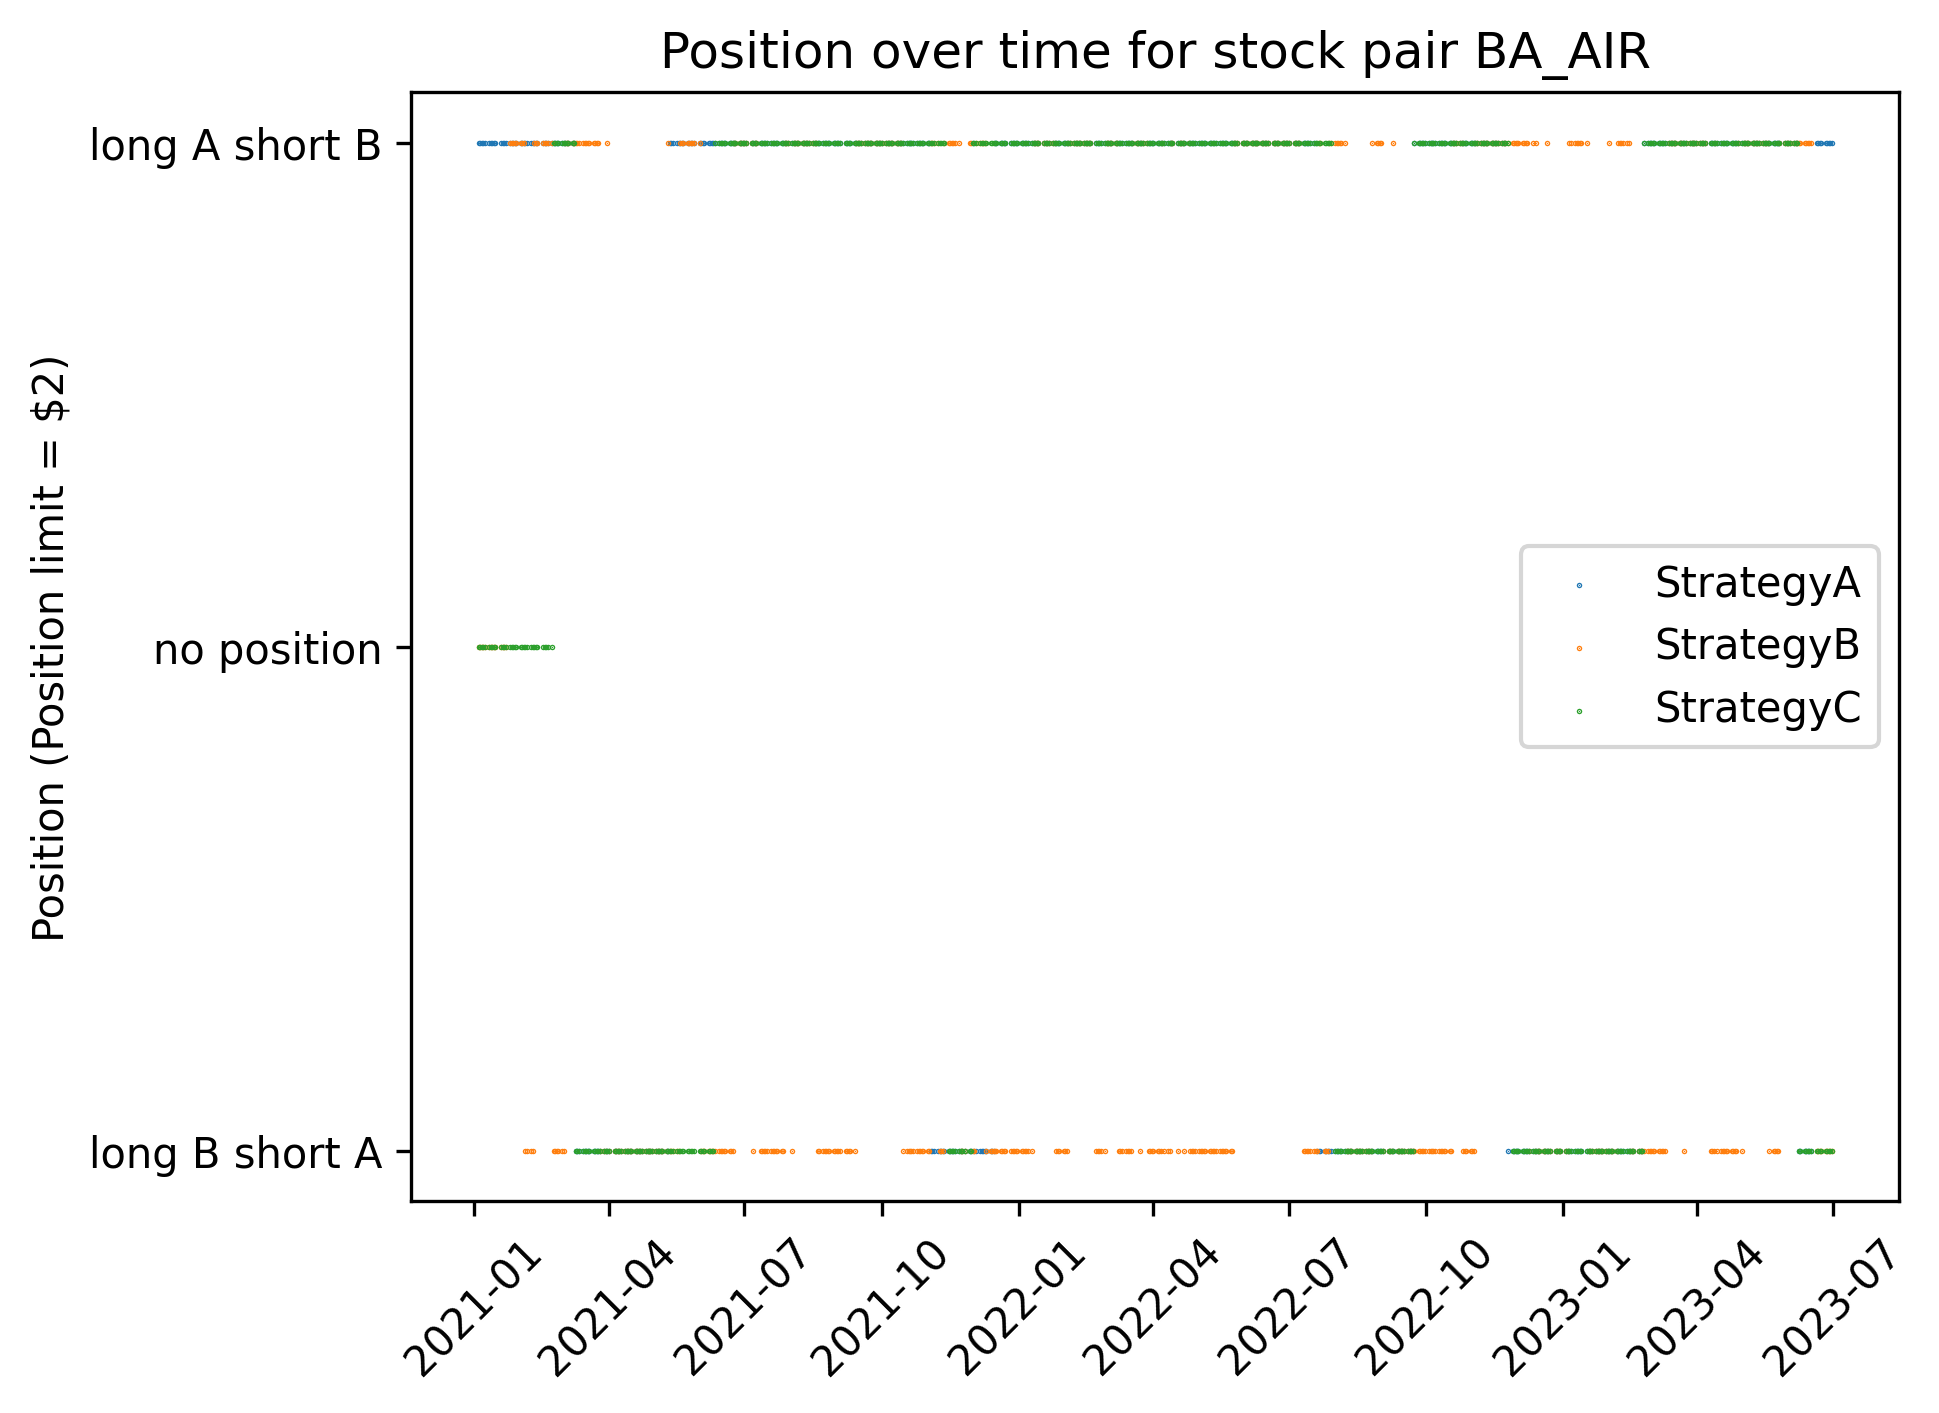 Position over time for stock pair BA_AIR
Position (Position limit = $2)
long A short B
no position
long B short A
StrategyA
StrategyB
StrategyC
2021-01
2021-04
2021-07
2021-10
2022-01
2022-04
2022-07
2022-10
2023-01
2023-04
2023-07